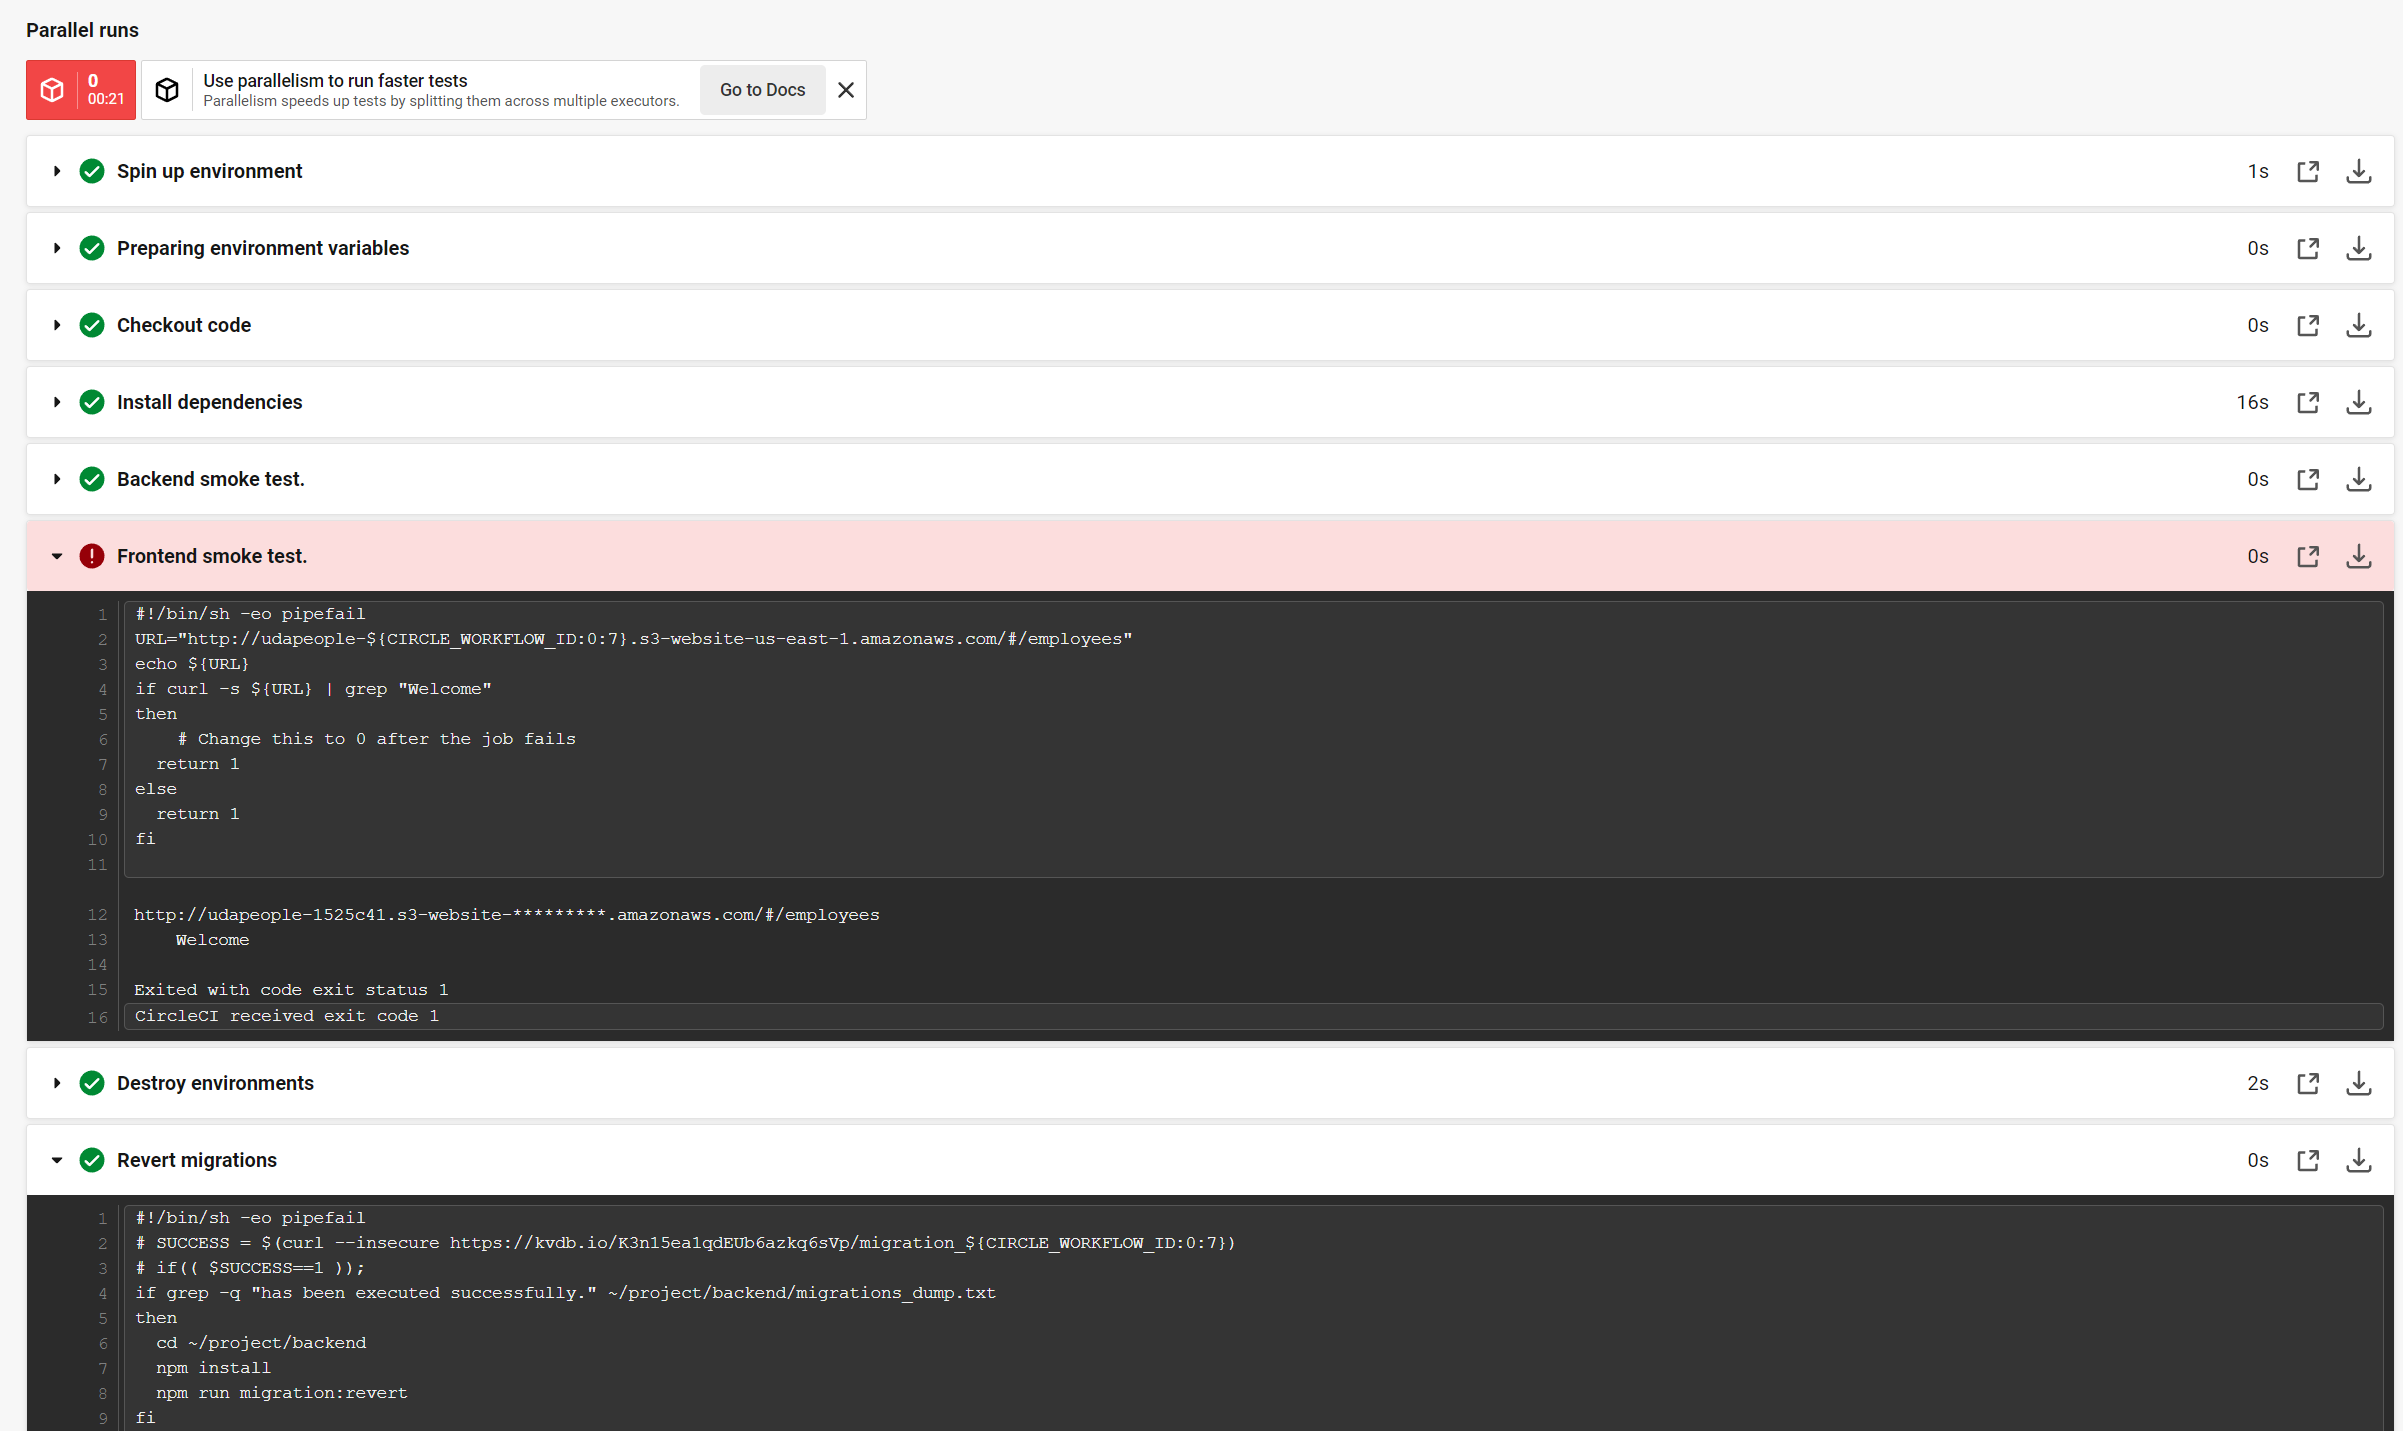 Parallel runs
0
00:21
Use parallelism to run faster tests
Parallelism speeds up tests by splitting them across multiple executors.
Go to Docs
Spin up environment 1s
Preparing environment variables 0s
Checkout code 0s
Install dependencies 16s
Backend smoke test. 0s
Frontend smoke test. 0s
1 #!/bin/sh -eo pipefail
2 URL="http://udapeople-${CIRCLE_WORKFLOW_ID:0:7}.s3-website-us-east-1.amazonaws.com/#/employees"
3 echo ${URL}
4 if curl -s ${URL} | grep "Welcome"
5 then
6     # Change this to 0 after the job fails
7   return 1
8 else
9   return 1
10 fi
11
12 http://udapeople-1525c41.s3-website-*********.amazonaws.com/#/employees
13     Welcome
14
15 Exited with code exit status 1
16 CircleCI received exit code 1
Destroy environments 2s
Revert migrations 0s
1 #!/bin/sh -eo pipefail
2 # SUCCESS = $(curl --insecure https://kvdb.io/K3n15ea1qdEUb6azkq6sVp/migration_${CIRCLE_WORKFLOW_ID:0:7})
3 # if(( $SUCCESS==1 ));
4 if grep -q "has been executed successfully." ~/project/backend/migrations_dump.txt
5 then
6   cd ~/project/backend
7   npm install
8   npm run migration:revert
9 fi